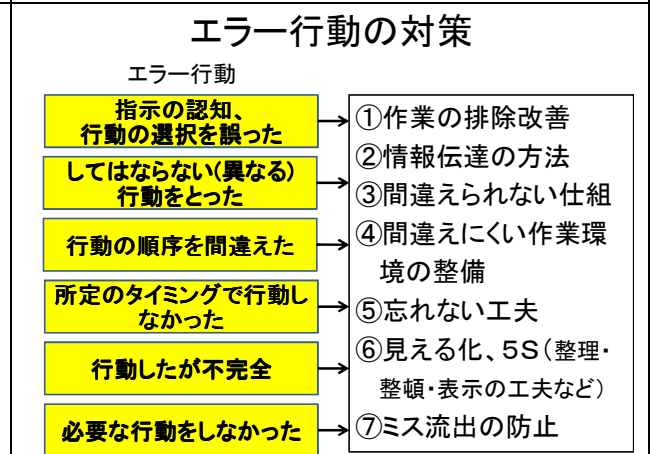 エラー行動の対策
エラー行動
指示の認知、
行動の選択を誤った
してはならない(異なる)
行動をとった
行動の順序を間違えた
所定のタイミングで行動し
なかった
行動したが不完全
必要な行動をしなかった
①作業の排除改善
②情報伝達の方法
③間違えられない仕組
④間違えにくい作業環
境の整備
⑤忘れない工夫
⑥見える化、5S(整理・
整頓・表示の工夫など)
⑦ミス流出の防止